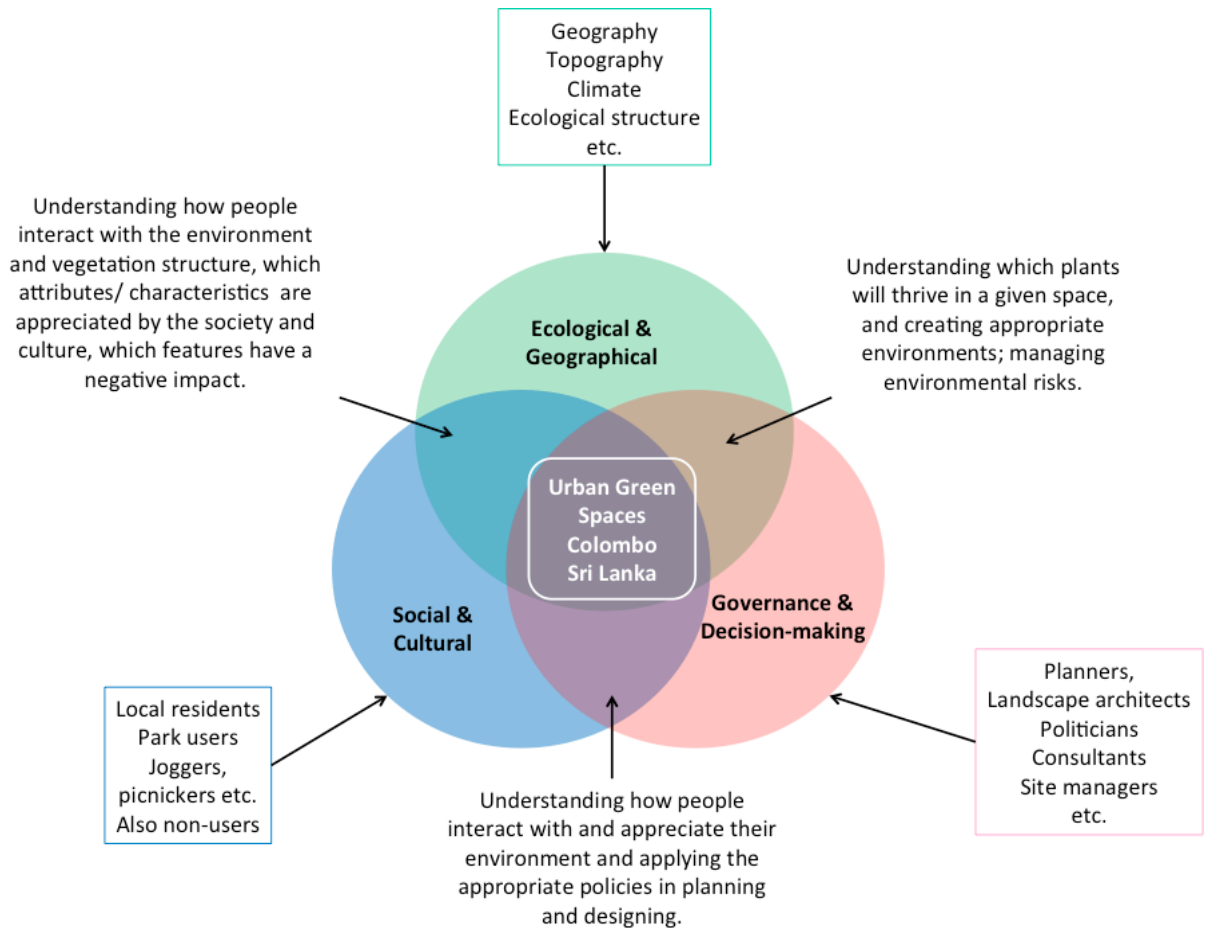 Geography
Topography
Climate
Ecological structure
etc.
Understanding how people
interact with the environment
and vegetation structure, which
attributes/ characteristics are
appreciated by the society and
culture, which features have a
negative impact.
Understanding which plants
will thrive in a given space,
and creating appropriate
environments; managing
environmental risks.
Ecological &
Geographical
Urban Green
Spaces
Colombo
Sri Lanka
Social &
Cultural
Governance &
Decision-making
Local residents
Park users
Joggers,
picnickers etc.
Also non-users
Understanding how people
interact with and appreciate their
environment and applying the
appropriate policies in planning
and designing.
Planners,
Landscape architects
Politicians
Consultants
Site managers
etc.